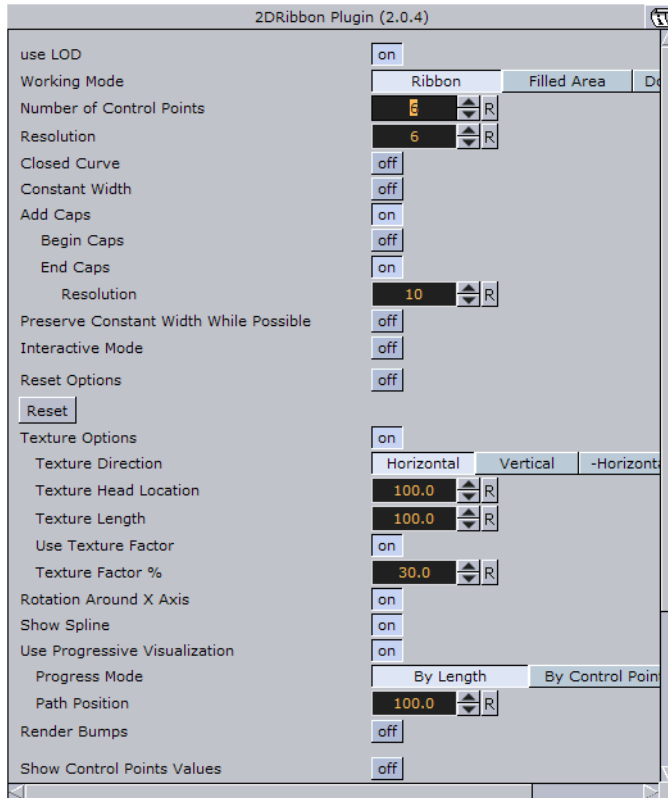 2DRibbon Plugin (2.0.4)
use LOD on
Working Mode Ribbon Filled Area Do
Number of Control Points 6 R
Resolution 6 R
Closed Curve off
Constant Width off
Add Caps on
Begin Caps off
End Caps on
Resolution 10 R
Preserve Constant Width While Possible off
Interactive Mode off
Reset Options off
Reset
Texture Options on
Texture Direction Horizontal Vertical -Horizonta
Texture Head Location 100.0 R
Texture Length 100.0 R
Use Texture Factor on
Texture Factor % 30.0 R
Rotation Around X Axis on
Show Spline on
Use Progressive Visualization on
Progress Mode By Length By Control Poin
Path Position 100.0 R
Render Bumps off
Show Control Points Values off